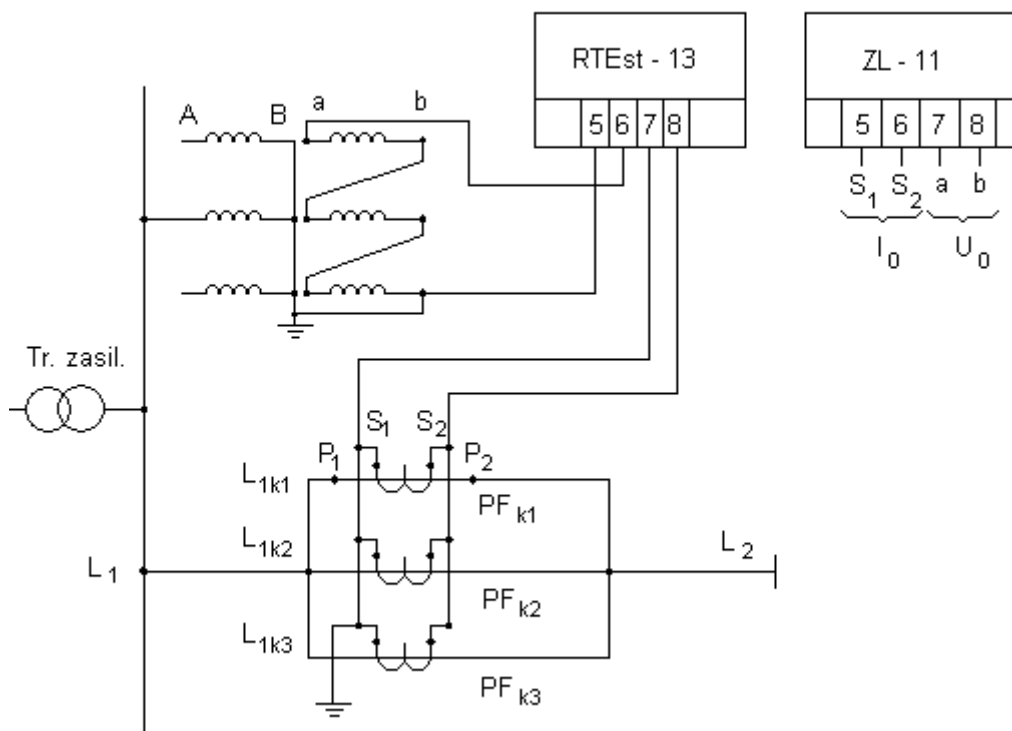 RTEst - 13
5 6 7 8
ZL - 11
5 6 7 8
S1 S2 a b
I0 U0
A B a b
Tr. zasil.
S1 S2
P1 P2
L1k1
PFk1
L1k2
L1 L2
PFk2
L1k3
PFk3